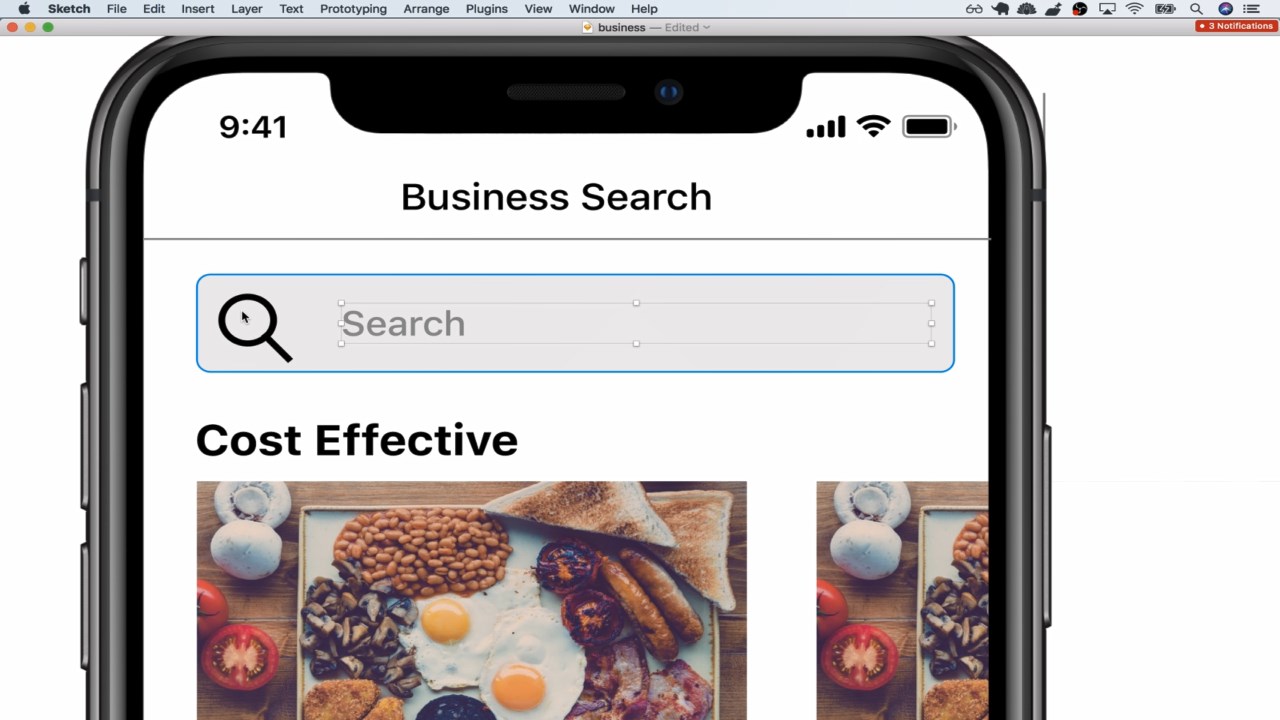 Sketch File Edit Insert Layer Text Prototyping Arrange Plugins View Window Help
business — Edited
3 Notifications
9:41
Business Search
Search
Cost Effective